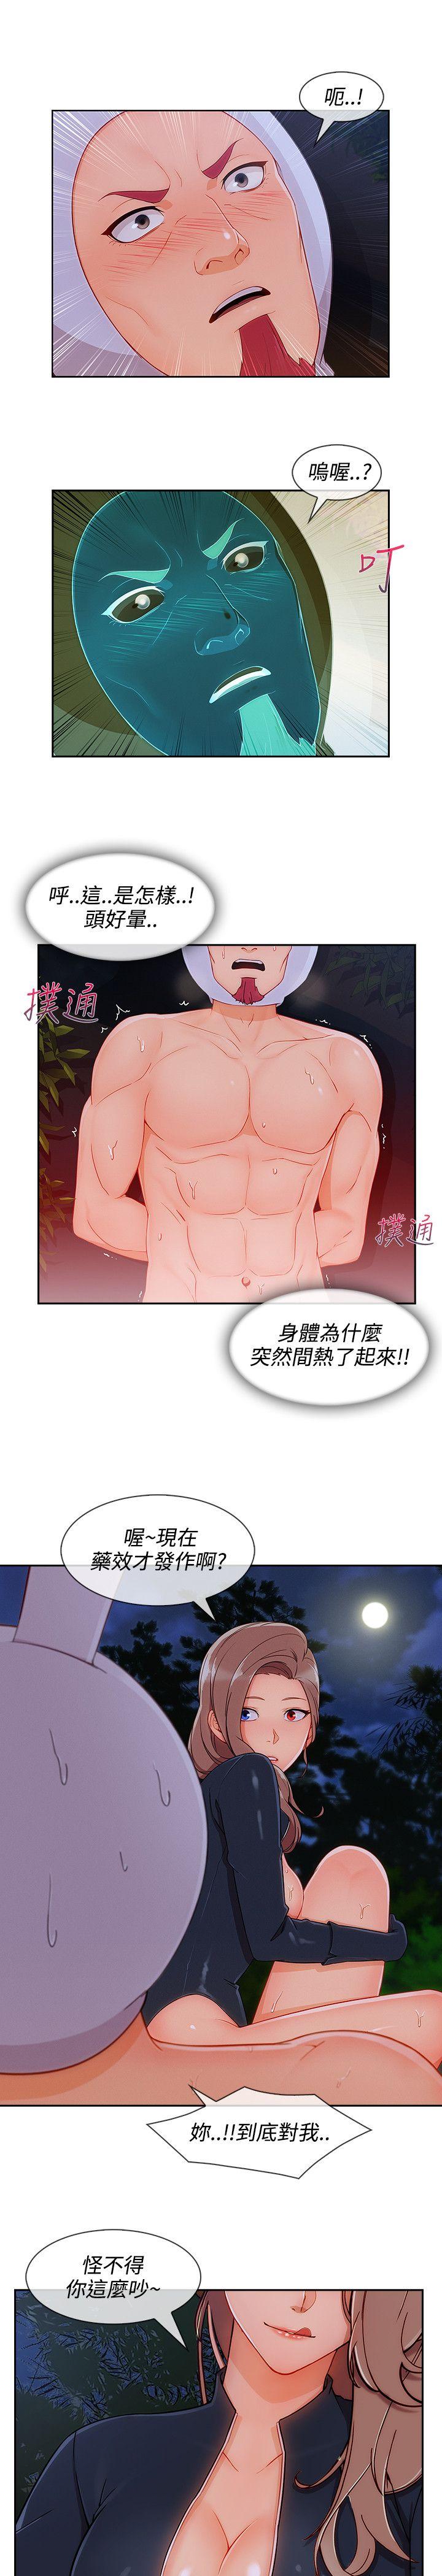 呃..!
嗚喔..?
叮
呼..這..是怎樣..!
頭好暈..
撲通
撲通
身體為什麼
突然間熱了起來!!
喔~現在
藥效才發作啊?
妳..!!到底對我..
怪不得
你這麼吵~